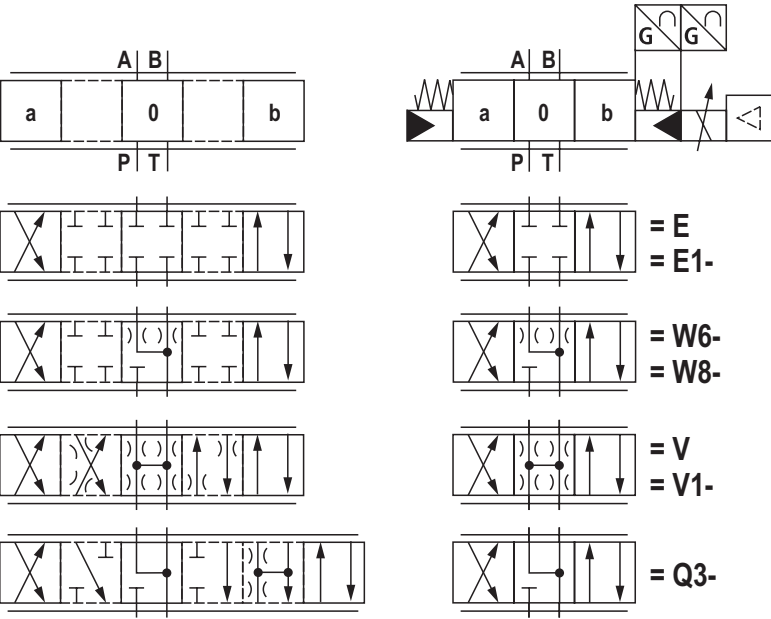 A B
a 0 b
P T
G G
A B
a 0 b
P T
= E
= E1-
= W6-
= W8-
= V
= V1-
= Q3-